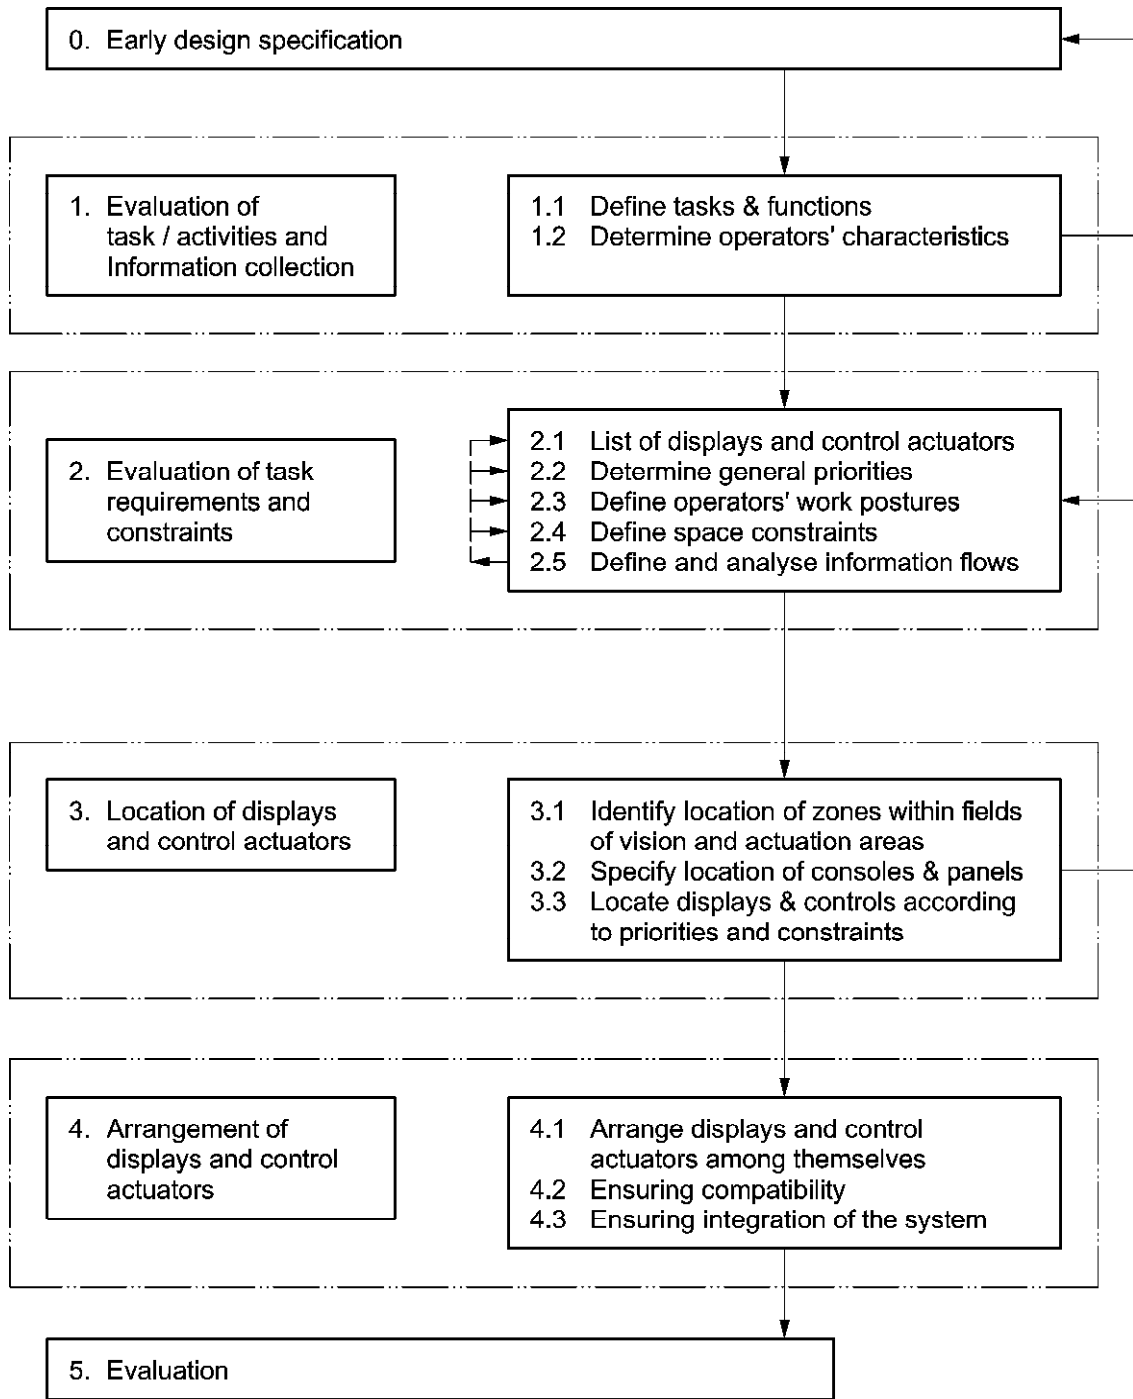 0. Early design specification
1. Evaluation of
task / activities and
Information collection
1.1 Define tasks & functions
1.2 Determine operators' characteristics
2. Evaluation of task
requirements and
constraints
2.1 List of displays and control actuators
2.2 Determine general priorities
2.3 Define operators' work postures
2.4 Define space constraints
2.5 Define and analyse information flows
3. Location of displays
and control actuators
3.1 Identify location of zones within fields
of vision and actuation areas
3.2 Specify location of consoles & panels
3.3 Locate displays & controls according
to priorities and constraints
4. Arrangement of
displays and control
actuators
4.1 Arrange displays and control
actuators among themselves
4.2 Ensuring compatibility
4.3 Ensuring integration of the system
5. Evaluation